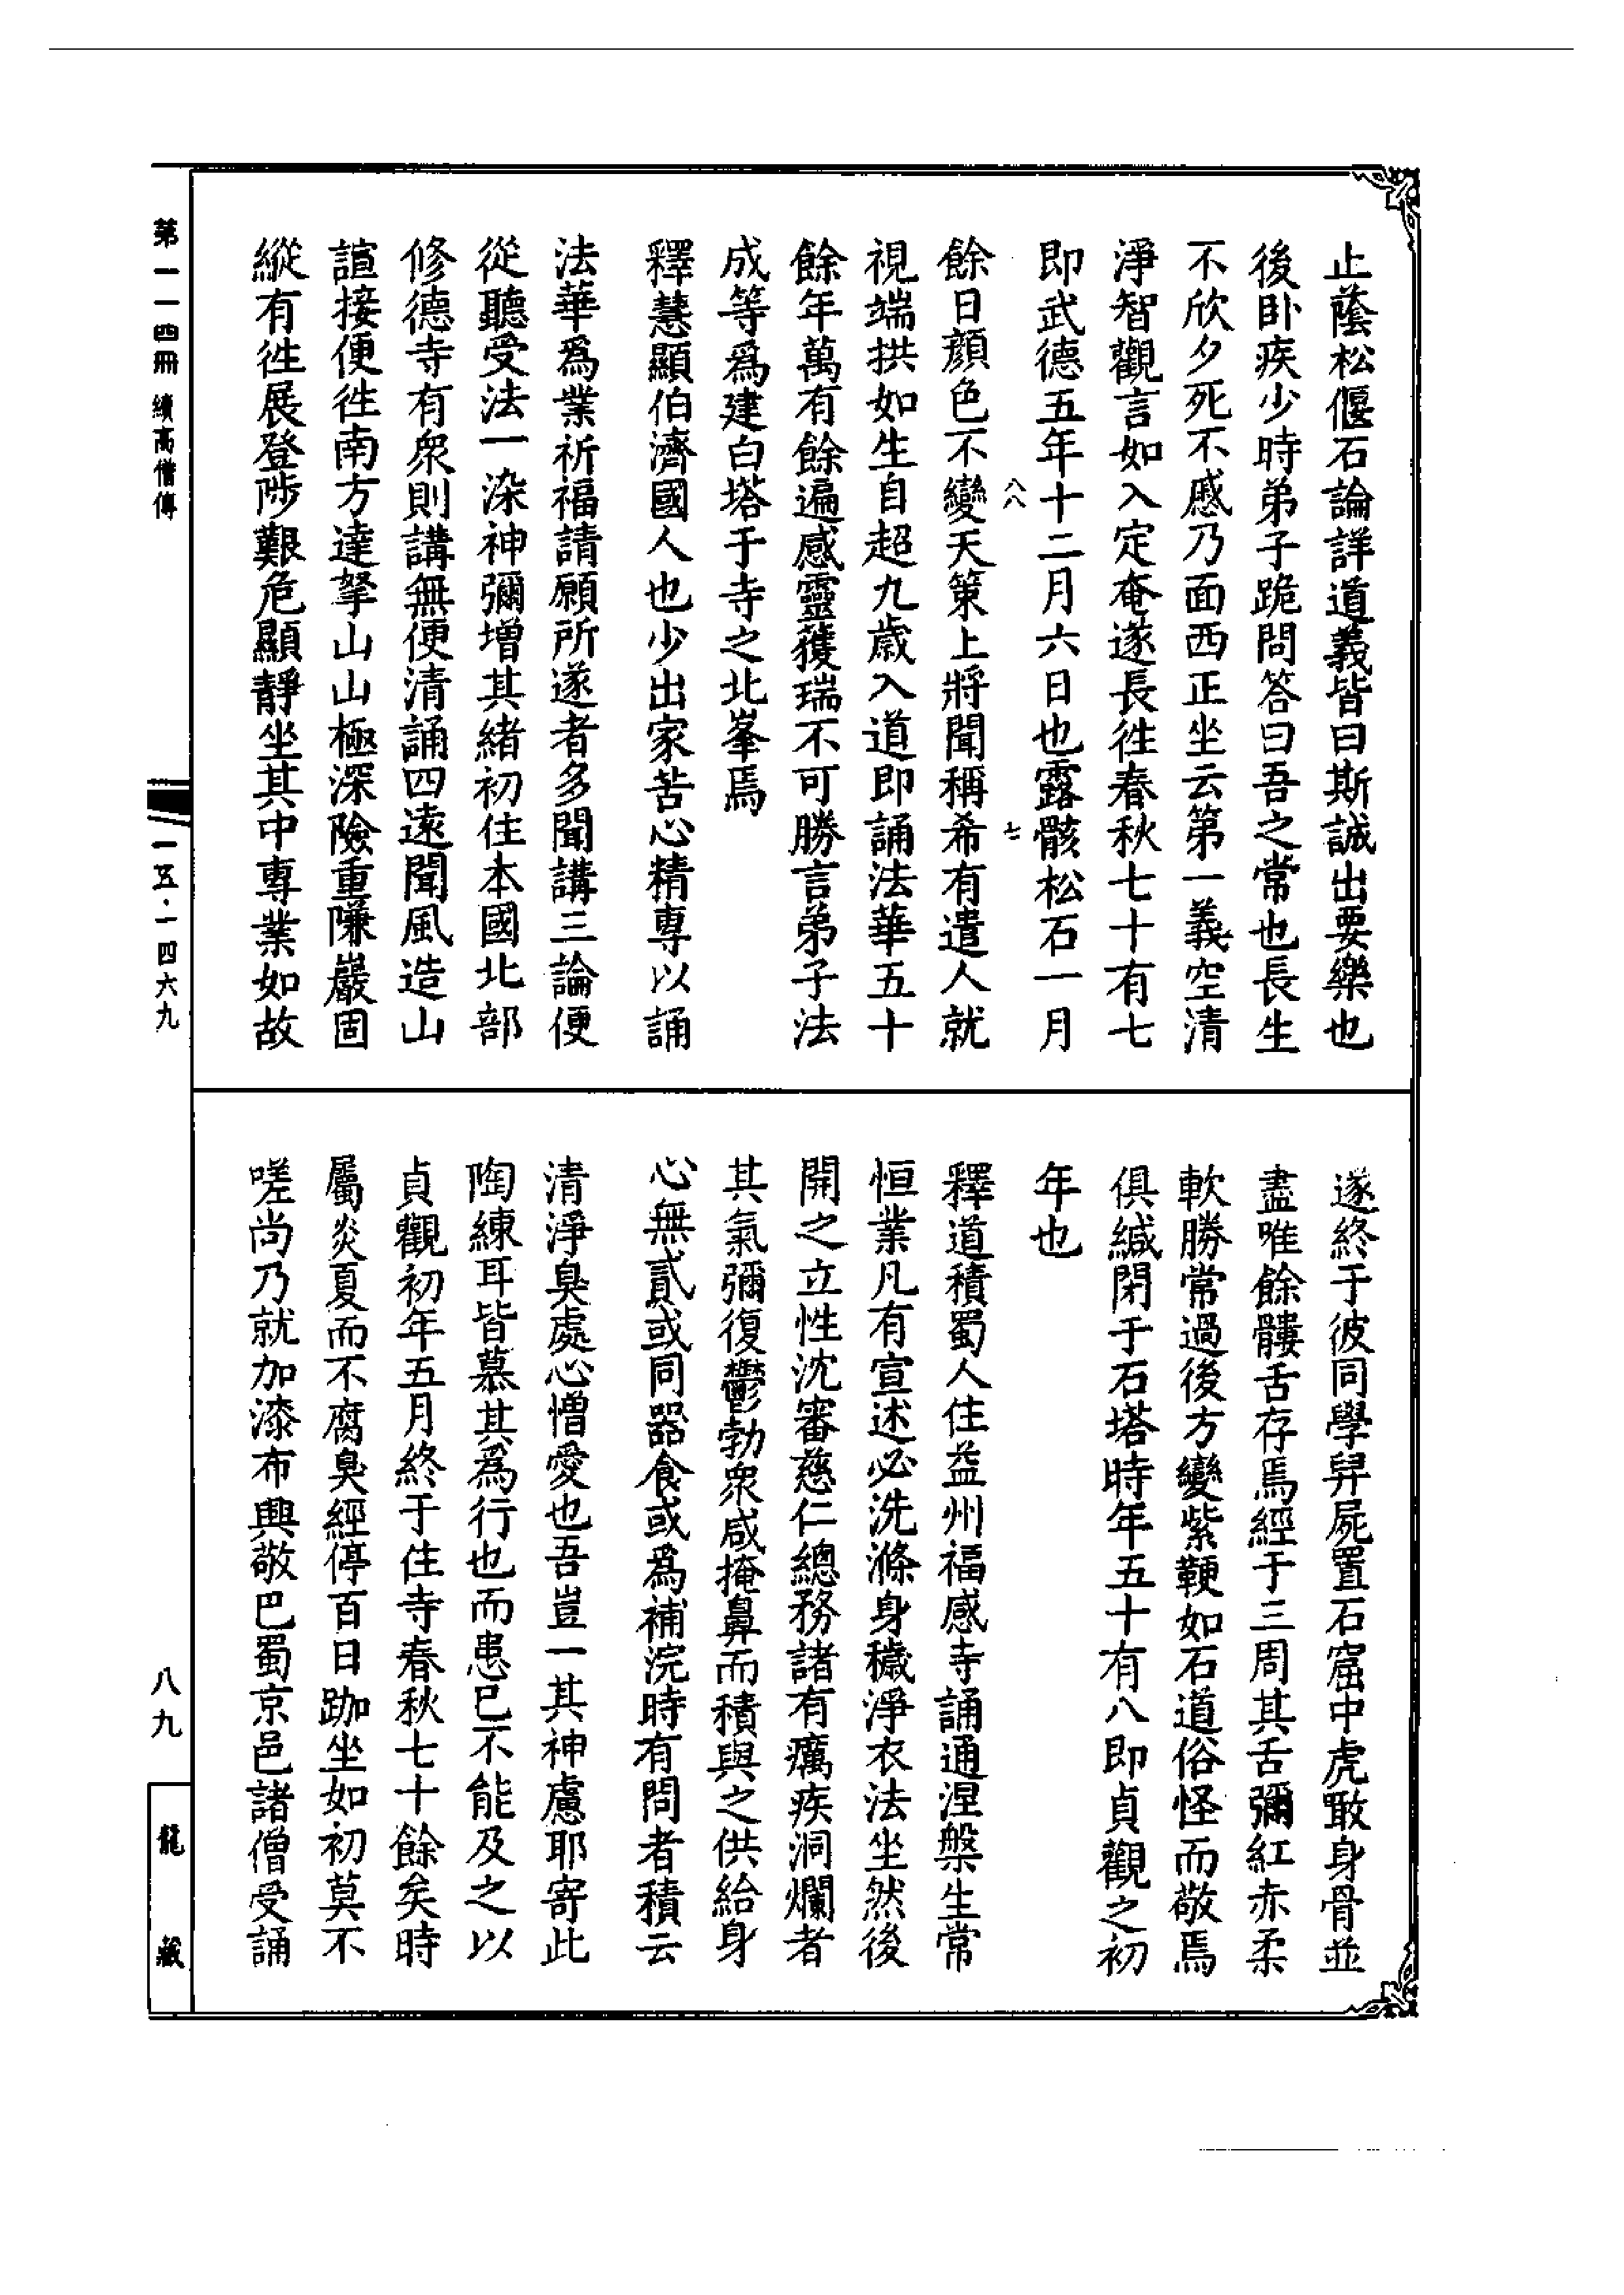 止蔭松偃石論詳道義皆曰斯誠出要樂也
後卧疾少時弟子跪問答曰吾之常也長生
不欣夕死不慼乃面西正坐云第一義空清
淨智觀言如入定奄遂長徃春秋七十有七
即武德五年十二月六日也露骸松石一月
八八
七
餘日顏色不變天策上將聞稱希有遣人就
視端拱如生自超九歲入道即誦法華五十
餘年萬有餘遍感靈獲瑞不可勝言弟子法
成等爲建白塔于寺之北峯焉
釋慧顯伯濟國人也少出家苦心精專以誦
法華爲業祈福請願所遂者多聞講三論便
從聽受法一染神彌增其緒初住本國北部
修德寺有衆則講無便清誦四遠聞風造山
諠接便徃南方達拏山山極深險重隒巖固
縱有徃展登陟艱危顯靜坐其中專業如故
遂終于彼同學舁屍置石窟中虎噉身骨並
盡唯餘髏舌存焉經于三周其舌彌紅赤柔
軟勝常過後方變紫鞕如石道俗怪而敬焉
俱緘閉于石塔時年五十有八即貞觀之初
年也
釋道積蜀人住益州福感寺誦通涅槃生常
恒業凡有宣述必洗滌身穢淨衣法坐然後
開之立性沈審慈仁總務諸有癘疾洞爛者
其氣彌復鬱勃衆咸掩鼻而積與之供給身
心無貳或同器食或爲補浣時有問者積云
清淨臭處心憎愛也吾豈一其神慮耶寄此
陶練耳皆慕其爲行也而患已不能及之以
貞觀初年五月終于住寺春秋七十餘矣時
屬炎夏而不腐臭經停百日跏坐如初莫不
嗟尚乃就加漆布興敬巴蜀京邑諸僧受誦
第一一四冊 續高僧傳
一五·一四六九
八九
龍藏